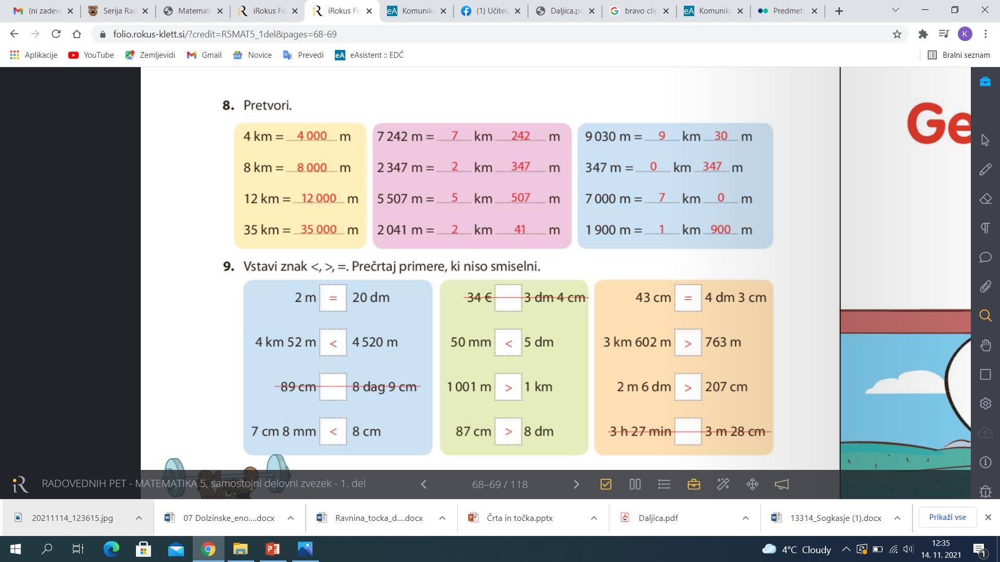 (ni zadeve
Serija Rad
Matemati
iRokus Fo
iRokus Fo
Komunika
(1) Učitelj
Daljica.pd
bravo clip
Komunika
Predmet:
folio.rokus-klett.si/?credit=R5MAT5_1del&pages=68-69
K
Aplikacije YouTube Zemljevidi Gmail Novice Prevedi eA eAsistent :: EDČ Bralni seznam
8. Pretvori.
4 km = 4 000 m
8 km = 8 000 m
12 km = 12 000 m
35 km = 35 000 m
7 242 m = 7 km 242 m
2 347 m = 2 km 347 m
5 507 m = 5 km 507 m
2 041 m = 2 km 41 m
9 030 m = 9 km 30 m
347 m = 0 km 347 m
7 000 m = 7 km 0 m
1 900 m = 1 km 900 m
9. Vstavi znak <, >, =. Prečrtaj primere, ki niso smiselni.
2 m = 20 dm
4 km 52 m < 4 520 m
89 cm 8 dag 9 cm
7 cm 8 mm < 8 cm
34 € 3 dm 4 cm
50 mm < 5 dm
1 001 m > 1 km
87 cm > 8 dm
43 cm = 4 dm 3 cm
3 km 602 m > 763 m
2 m 6 dm > 207 cm
3 h 27 min 3 m 28 cm
Ge
iR RADOVEDNIH PET - MATEMATIKA 5, samostojni delovni zvezek - 1. del
68–69 / 118
20211114_123615.jpg
07 Dolzinske_eno....docx
Ravnina_tocka_d....docx
Črta in točka.pptx
Daljica.pdf
13314_Sogkasje (1).docx
Prikaži vse
4°C Cloudy
12:35
14. 11. 2021
1